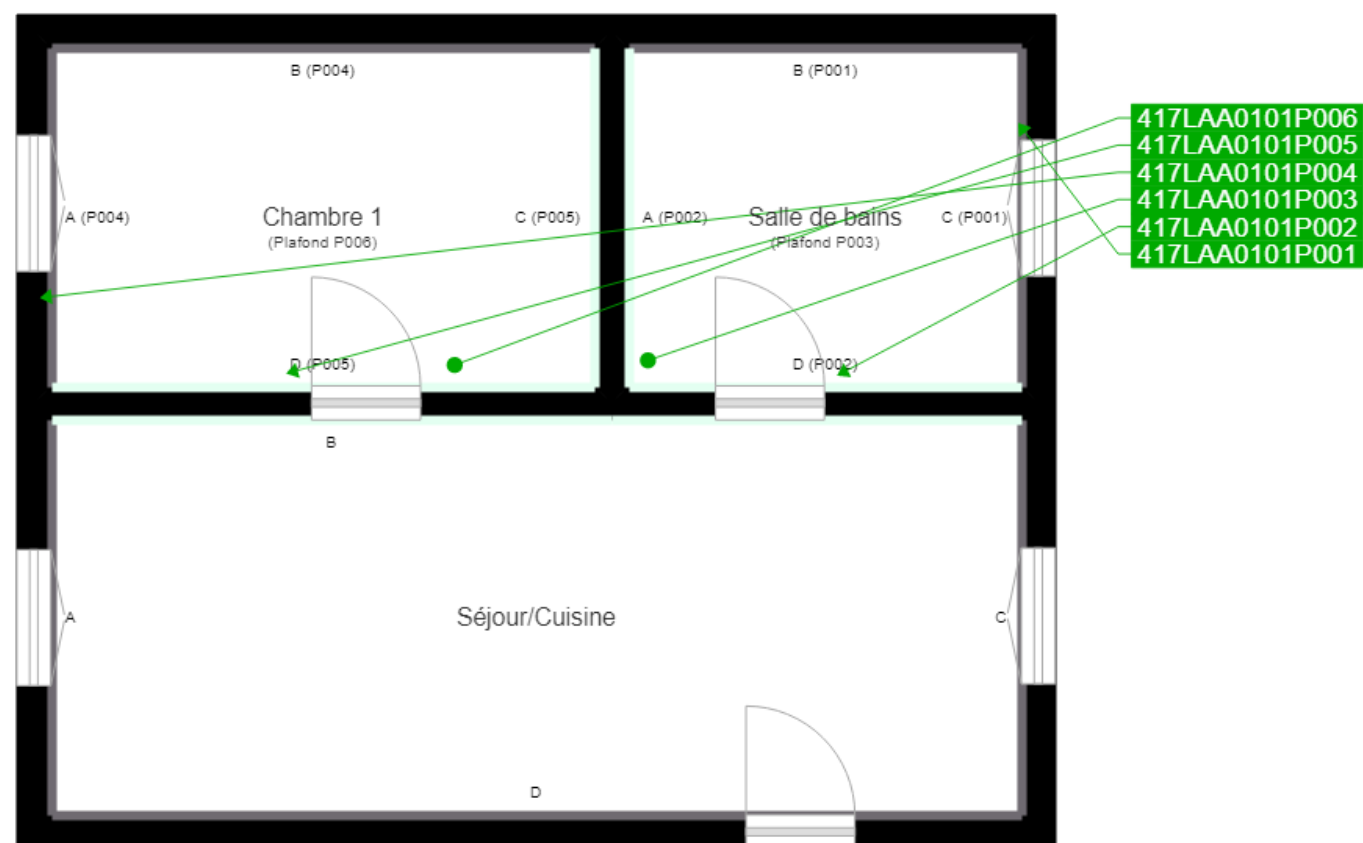 B (P004)
B (P001)
417LAA0101P006
417LAA0101P005
417LAA0101P004
417LAA0101P003
417LAA0101P002
417LAA0101P001
A (P004)
Chambre 1
(Plafond P006)
C (P005)
A (P002)
Salle de bains
(Plafond P003)
C (P001)
D (P005)
D (P002)
B
A
Séjour/Cuisine
C
D